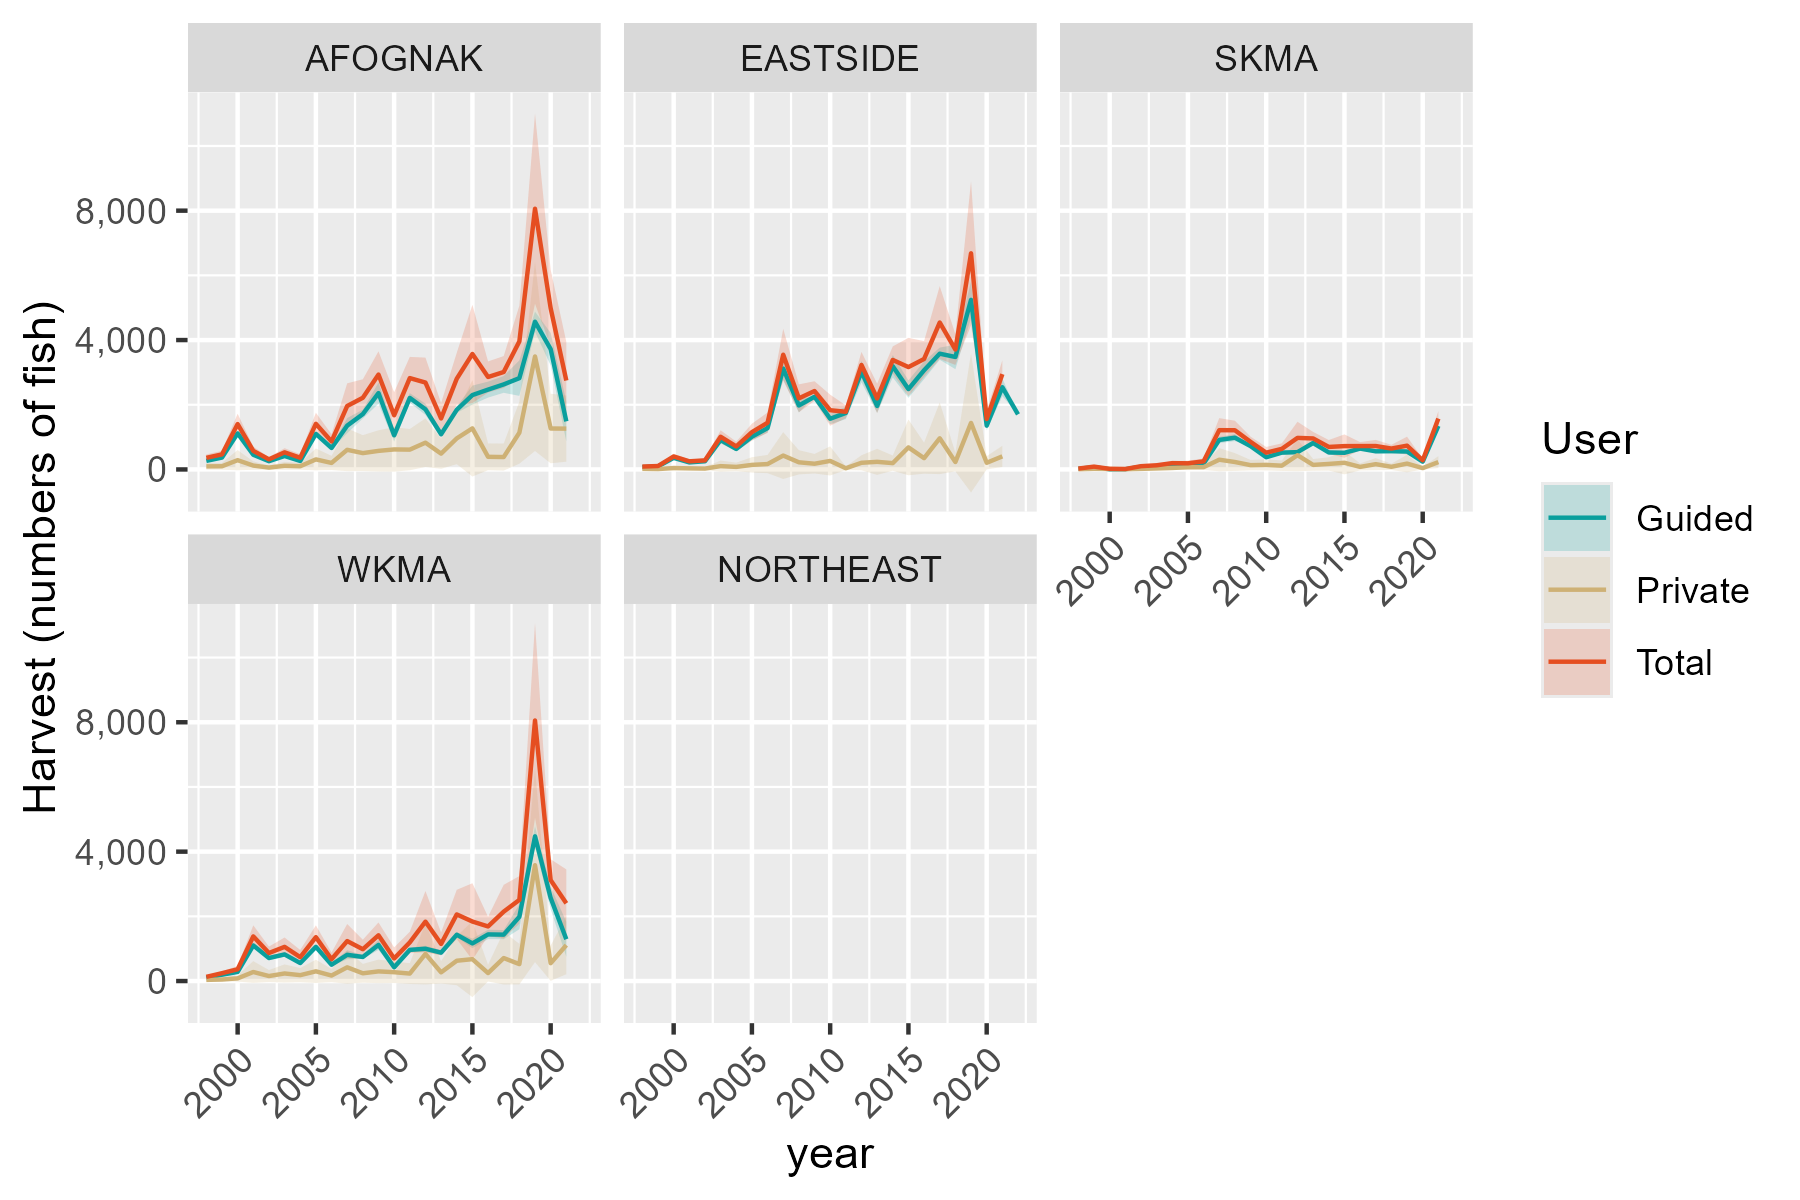 AFOGNAK
EASTSIDE
SKMA
8,000
4,000
0
2000
2005
2010
2015
2020
WKMA
NORTHEAST
8,000
4,000
0
2000
2005
2010
2015
2020
2000
2005
2010
2015
2020
year
Harvest (numbers of fish)
User
Guided
Private
Total